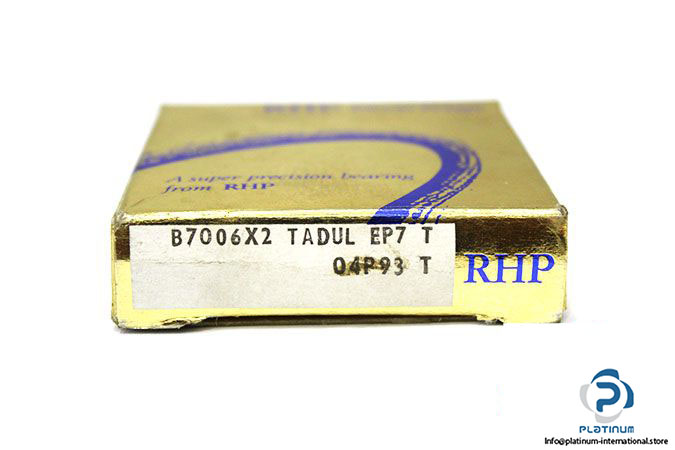 A super precision bearing
from RHP
B7006X2 TADUL EP7 T
04P93 T
RHP
PLATINUM
Info@platinum-international.store